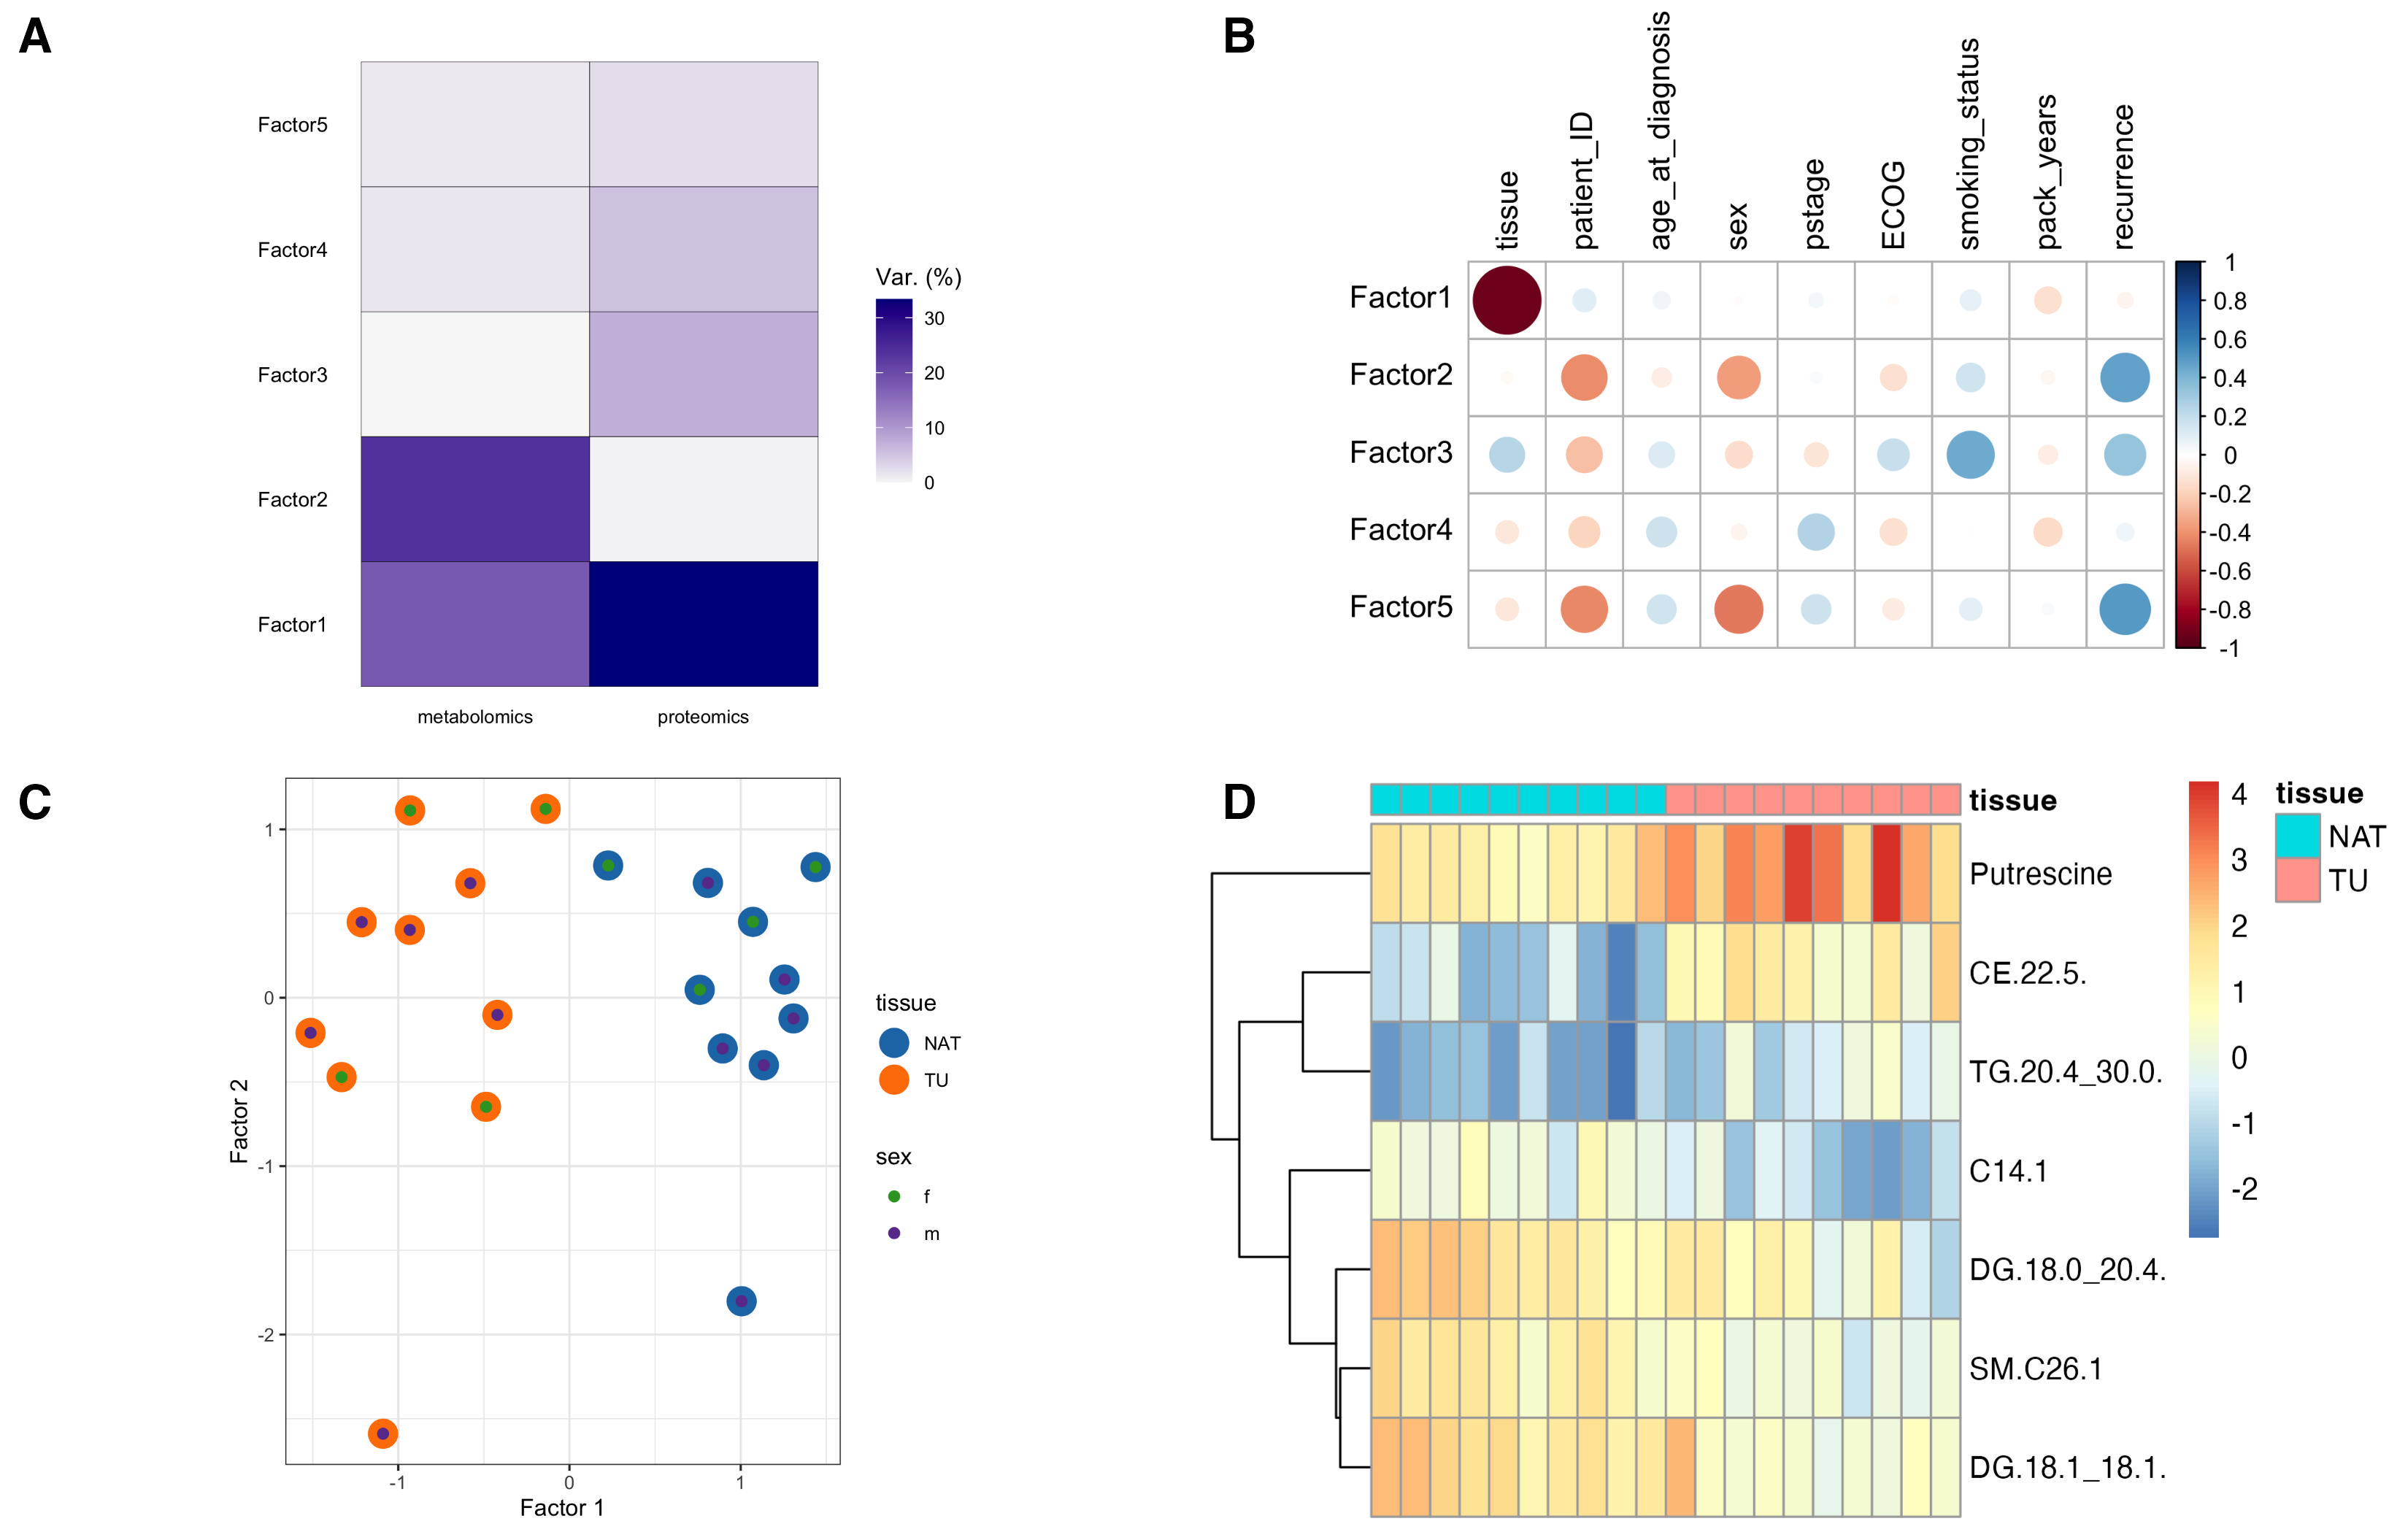 A
Factor5
Factor4
Factor3
Factor2
Factor1
metabolomics
proteomics
Var. (%)
30
20
10
0
B
tissue
patient_ID
age_at_diagnosis
sex
pstage
ECOG
smoking_status
pack_years
recurrence
Factor1
Factor2
Factor3
Factor4
Factor5
1
0.8
0.6
0.4
0.2
0
-0.2
-0.4
-0.6
-0.8
-1
C
Factor 2
1
0
-1
-2
-1
0
1
Factor 1
tissue
NAT
TU
sex
f
m
D
tissue
Putrescine
CE.22.5.
TG.20.4_30.0.
C14.1
DG.18.0_20.4.
SM.C26.1
DG.18.1_18.1.
4
3
2
1
0
-1
-2
tissue
NAT
TU